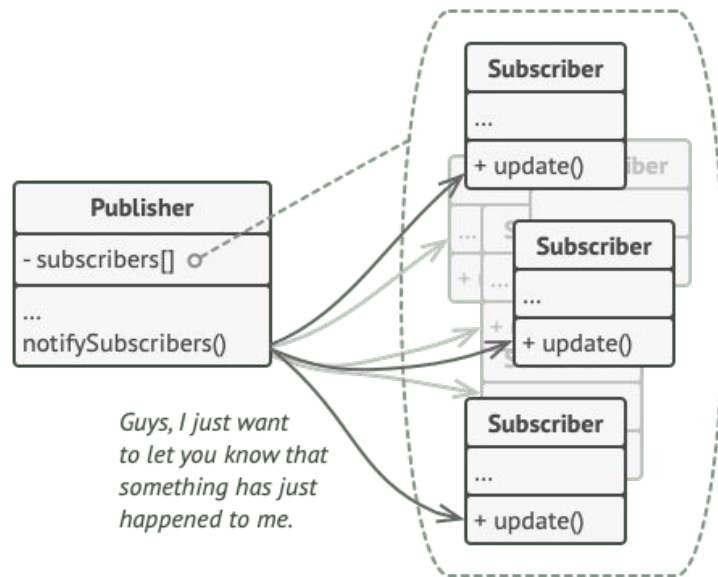 Subscriber
...
+ update()
scriber
Publisher
- subscribers[]
...
notifySubscribers()
...
+
S
Subscriber
...
...
+ update()
+
S
Guys, I just want
to let you know that
something has just
happened to me.
Subscriber
...
+ update()